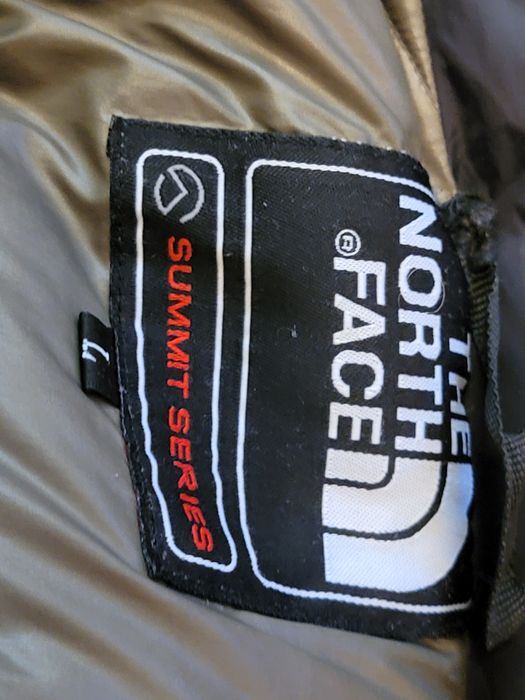 THE
NORTH
FACE®
SUMMIT SERIES
L